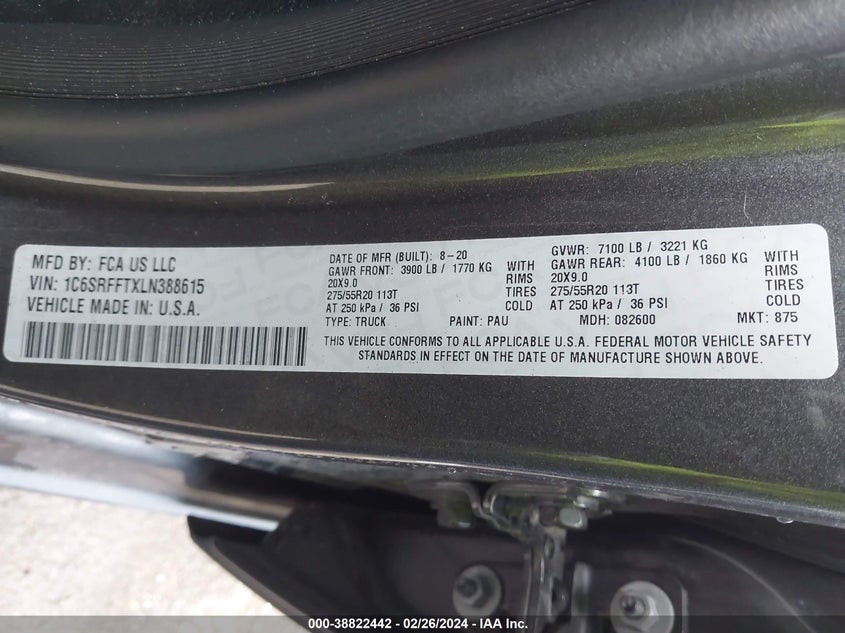 MFD BY: FCA US LLC
VIN: 1C6SRFFTXLN388615
VEHICLE MADE IN: U.S.A.
DATE OF MFR (BUILT): 8-20
GAWR FRONT: 3900 LB / 1770 KG WITH
20X9.0 RIMS
275/55R20 113T TIRES
AT 250 kPa / 36 PSI COLD
TYPE: TRUCK PAINT: PAU
GVWR: 7100 LB / 3221 KG
GAWR REAR: 4100 LB / 1860 KG WITH
20X9.0 RIMS
275/55R20 113T TIRES
AT 250 kPa / 36 PSI COLD
MDH: 082600 MKT: 875
THIS VEHICLE CONFORMS TO ALL APPLICABLE U.S.A. FEDERAL MOTOR VEHICLE SAFETY
STANDARDS IN EFFECT ON THE DATE OF MANUFACTURE SHOWN ABOVE.
000-38822442 / 02/26/2024 - IAA Inc.